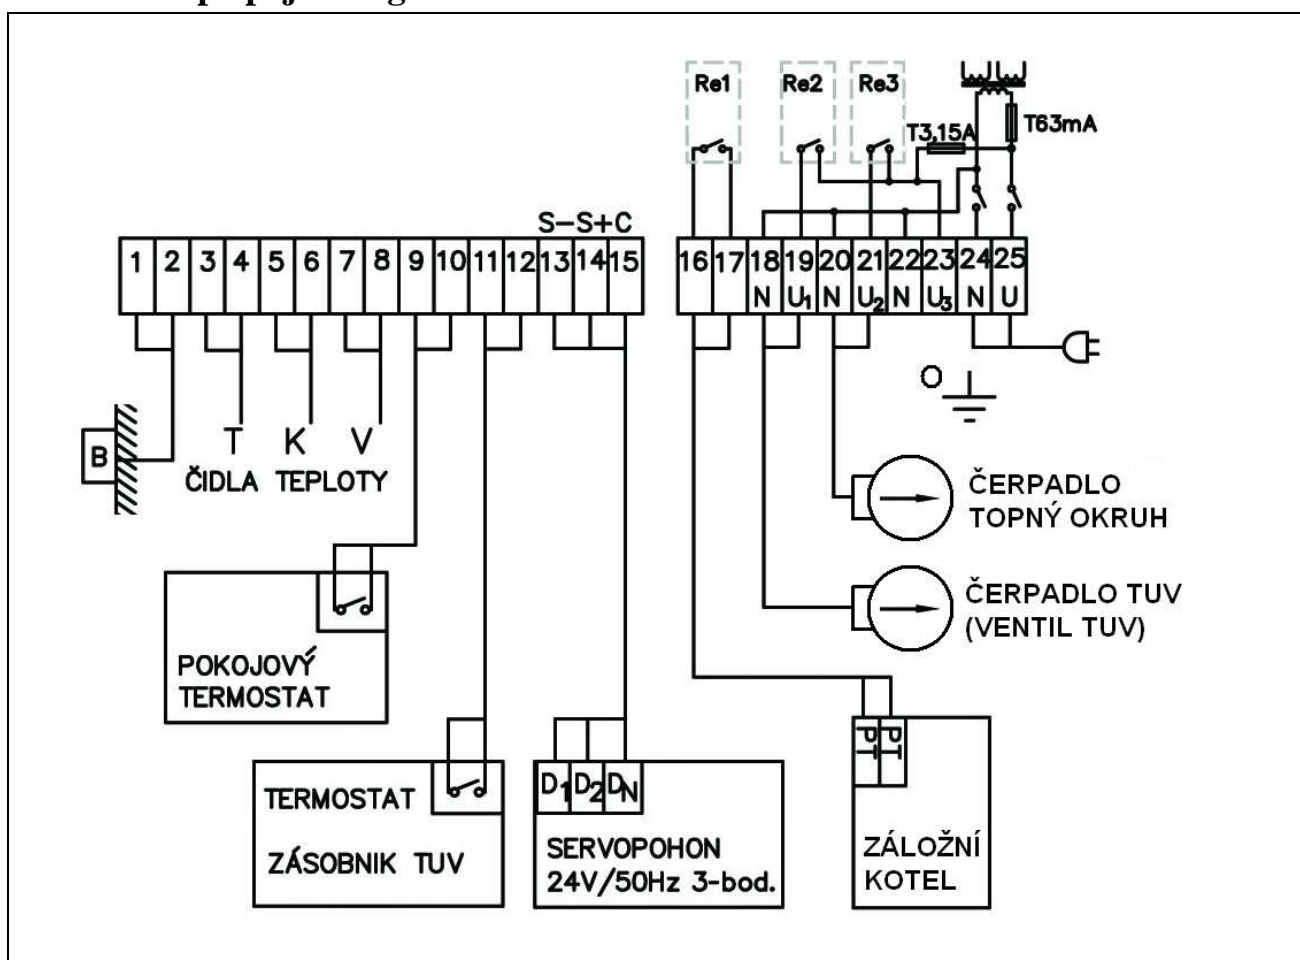 Re1 Re2 Re3
T3,15A T63mA
S-S+C
1 2 3 4 5 6 7 8 9 10 11 12 13 14 15
16 17 18 19 20 21 22 23 24 25
N U1 N U2 N U3 N U
O
B
T K V
ČIDLA TEPLOTY
ČERPADLO
TOPNÝ OKRUH
ČERPADLO TUV
(VENTIL TUV)
POKOJOVÝ
TERMOSTAT
PT PT
TERMOSTAT
ZÁSOBNIK TUV
D1 D2 DN
SERVOPOHON
24V/50Hz 3-bod.
ZÁLOŽNÍ
KOTEL